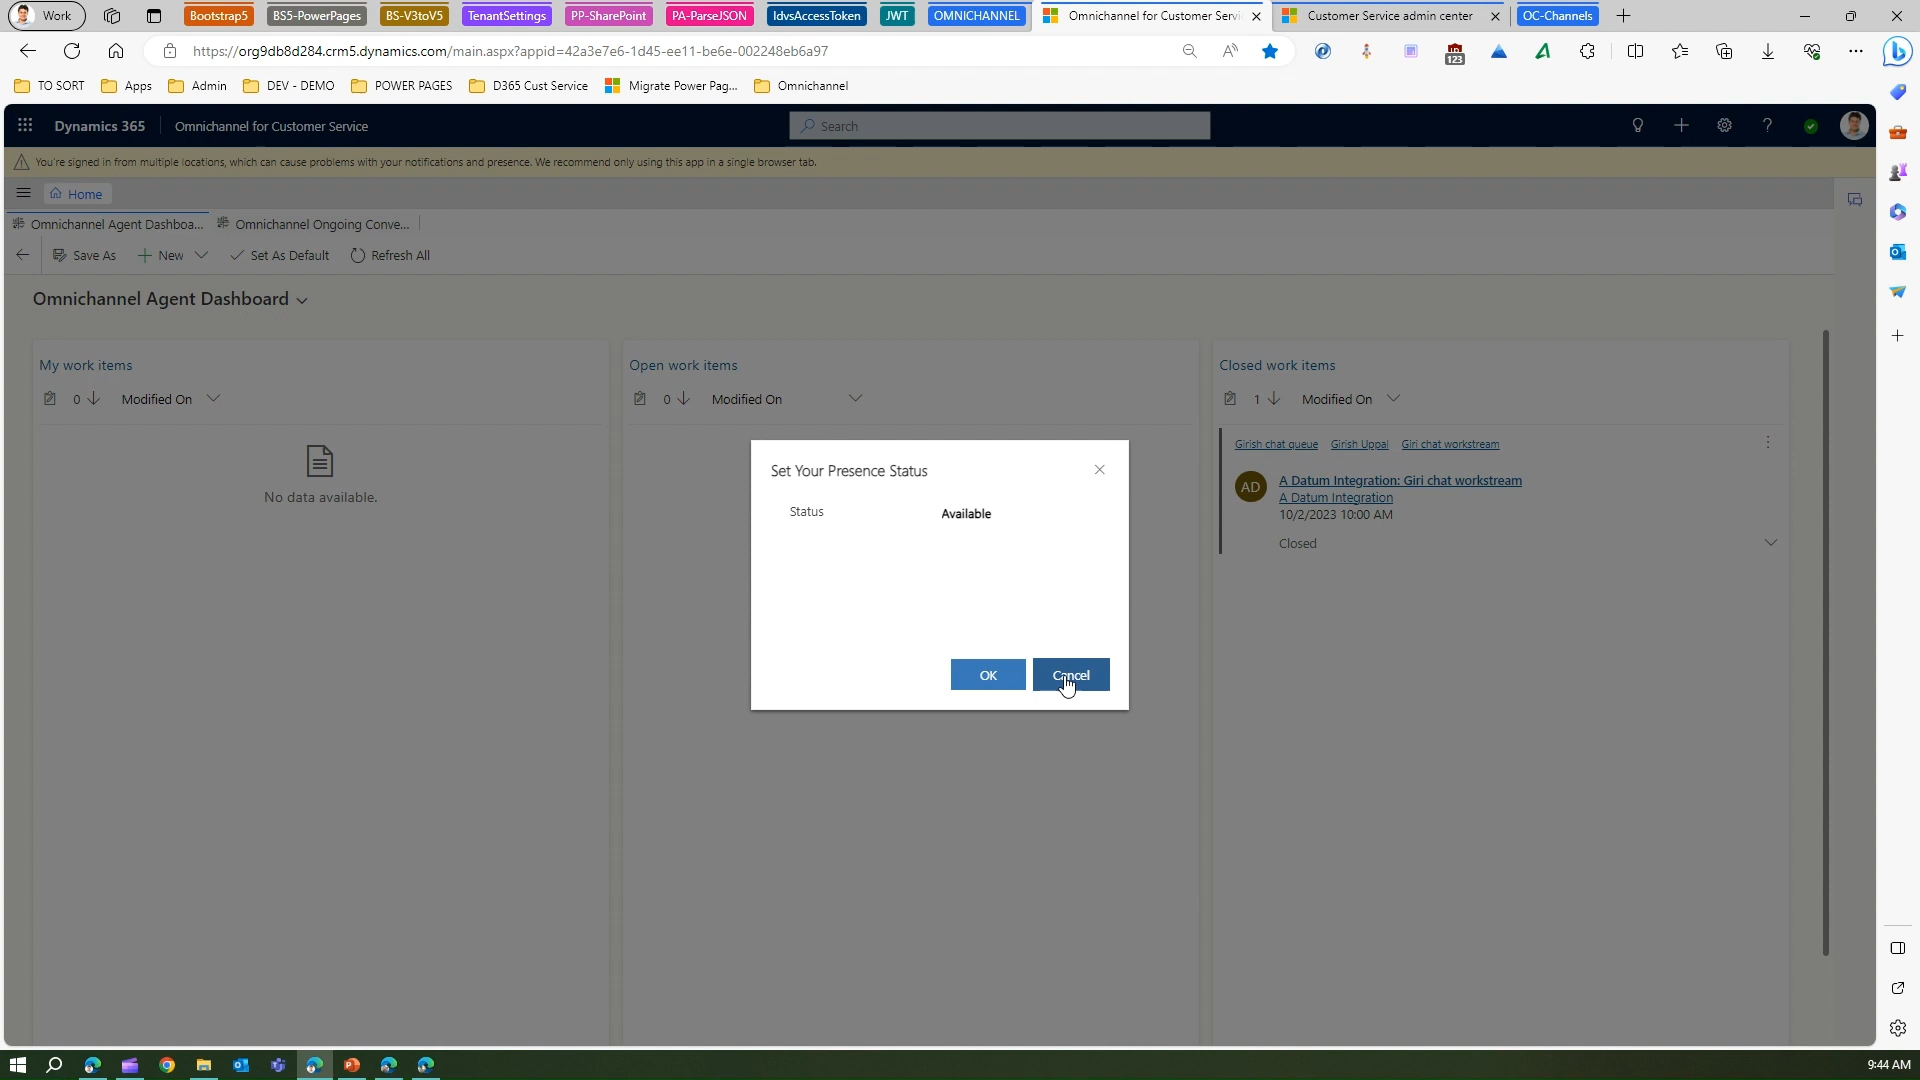 Work
Bootstrap5
BS5-PowerPages
BS-V3toV5
TenantSettings
PP-SharePoint
PA-ParseJSON
IdvsAccessToken
JWT
OMNICHANNEL
Omnichannel for Customer Servi
Customer Service admin center
OC-Channels
https://org9db8d284.crm5.dynamics.com/main.aspx?appid=42a3e7e6-1d45-ee11-be6e-002248eb6a97
123
TO SORT
Apps
Admin
DEV - DEMO
POWER PAGES
D365 Cust Service
Migrate Power Pag...
Omnichannel
Dynamics 365
Omnichannel for Customer Service
Search
You're signed in from multiple locations, which can cause problems with your notifications and presence. We recommend only using this app in a single browser tab.
Home
Omnichannel Agent Dashboa...
Omnichannel Ongoing Conve...
Save As
New
Set As Default
Refresh All
Omnichannel Agent Dashboard
My work items
0
Modified On
No data available.
Open work items
0
Modified On
Closed work items
1
Modified On
Girish chat queue Girish Uppal Giri chat workstream
AD
A Datum Integration: Giri chat workstream
A Datum Integration
10/2/2023 10:00 AM
Closed
Set Your Presence Status
Status
Available
OK
Cancel
9:44 AM